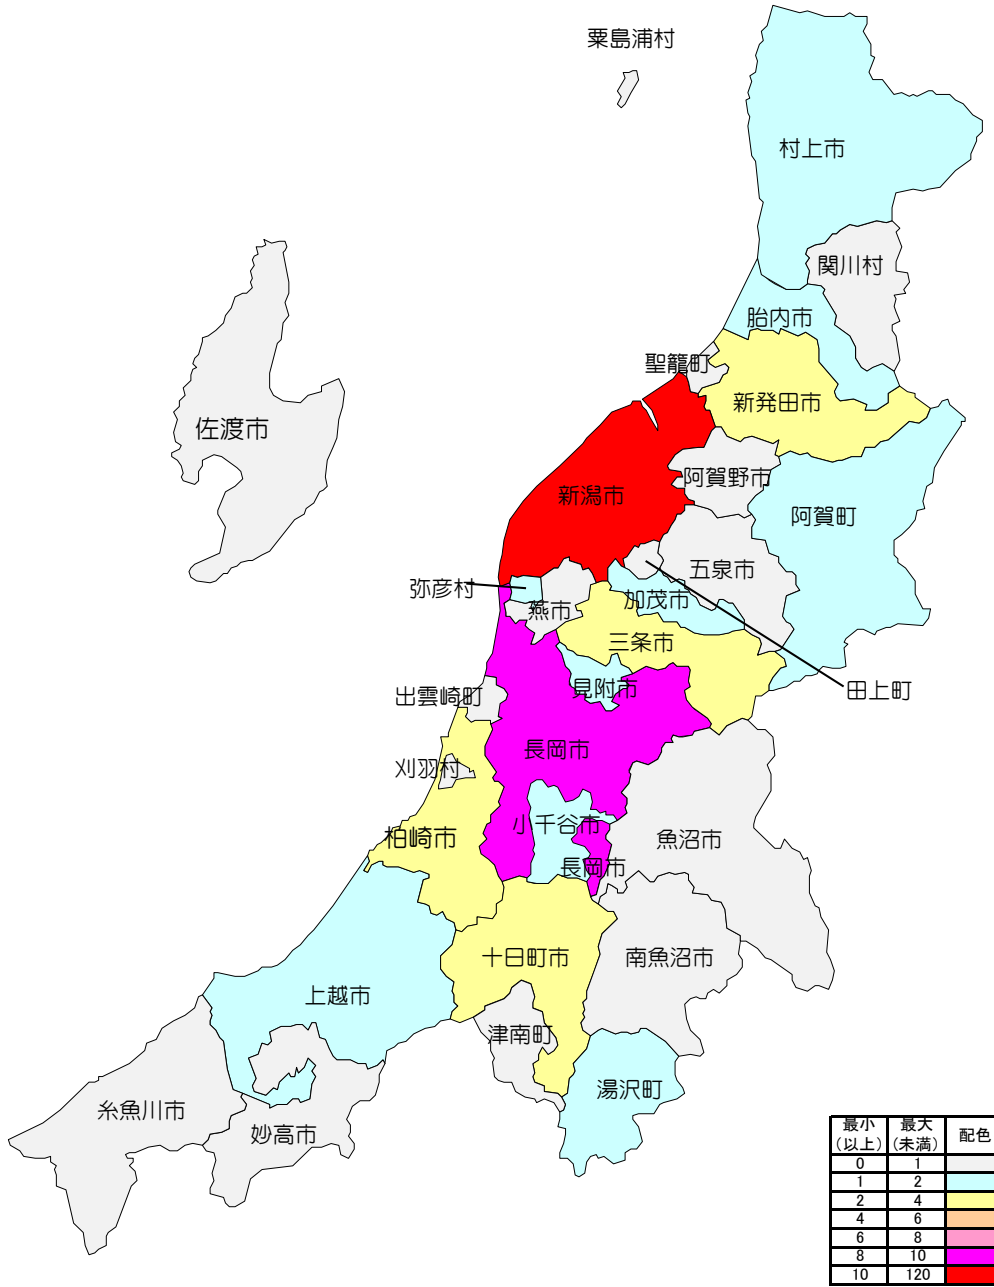 粟島浦村
村上市
関川村
胎内市
聖籠町
新発田市
佐渡市
阿賀野市
新潟市
阿賀町
五泉市
弥彦村
加茂市
燕市
三条市
見附市
田上町
出雲崎町
長岡市
刈羽村
小千谷市
柏崎市
魚沼市
長岡市
十日町市
南魚沼市
上越市
津南町
湯沢町
糸魚川市
妙高市
最小 最大 配色
(以上) (未満)
0 1
1 2
2 4
4 6
6 8
8 10
10 120